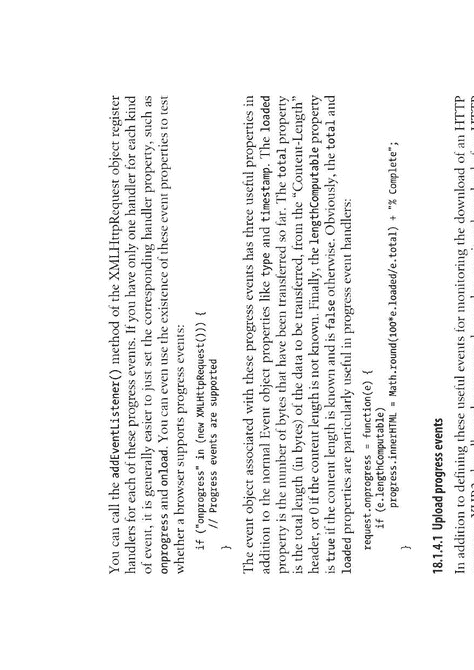 You can call the addEventListener() method of the XMLHttpRequest object register
handlers for each of these progress events. If you have only one handler for each kind
of event, it is generally easier to just set the corresponding handler property, such as
onprogress and onload. You can even use the existence of these event properties to test
whether a browser supports progress events:
if ("onprogress" in (new XMLHttpRequest())) {
// Progress events are supported
}
The event object associated with these progress events has three useful properties in
addition to the normal Event object properties like type and timestamp. The loaded
property is the number of bytes that have been transferred so far. The total property
is the total length (in bytes) of the data to be transferred, from the “Content-Length”
header, or 0 if the content length is not known. Finally, the lengthComputable property
is true if the content length is known and is false otherwise. Obviously, the total and
loaded properties are particularly useful in progress event handlers:
request.onprogress = function(e) {
if (e.lengthComputable)
progress.innerHTML = Math.round(100*e.loaded/e.total) + "% Complete";
}
18.1.4.1 Upload progress events
In addition to defining these useful events for monitoring the download of an HTTP